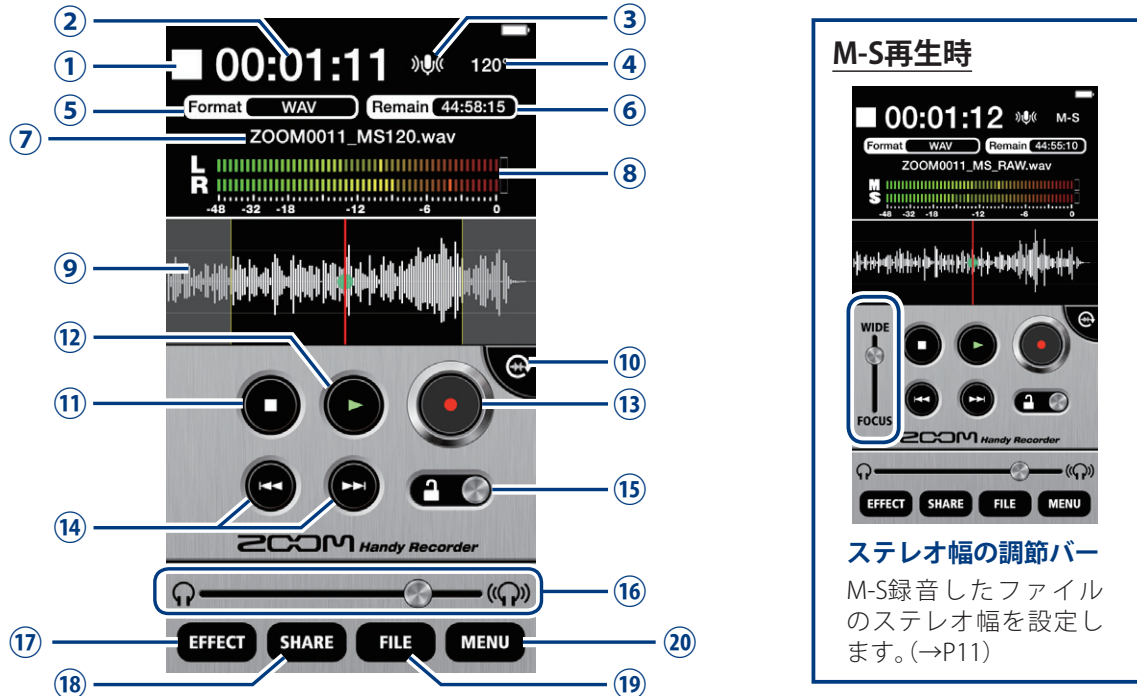 ② ③
① 00:01:11 120° ④
⑤ Format WAV Remain 44:58:15 ⑥
⑦ ZOOM0011_MS120.wav
L
R
⑧
-48 -32 -18 -12 -6 0
⑨
⑫ ⑩
⑪ ⑬
⑭ ⑮
ZOOM Handy Recorder
⑯
⑰ EFFECT SHARE FILE MENU ⑳
⑱ ⑲
M-S再生時
00:01:12 M-S
Format WAV Remain 44:55:10
ZOOM0011_MS_RAW.wav
M
S
-48 -32 -18 -12 -6 0
WIDE
FOCUS
ZOOM Handy Recorder
EFFECT SHARE FILE MENU
ステレオ幅の調節バー
M-S録音したファイル
のステレオ幅を設定し
ます。(→P11)